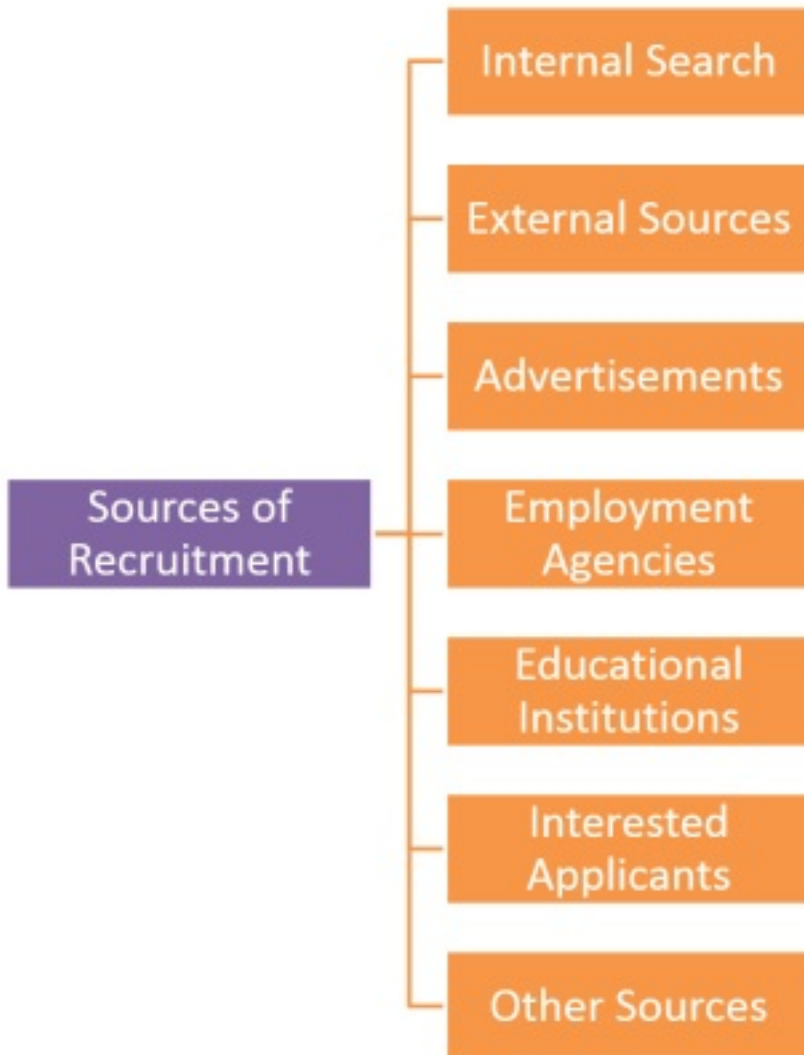 Internal Search
External Sources
Advertisements
Sources of
Recruitment
Employment
Agencies
Educational
Institutions
Interested
Applicants
Other Sources